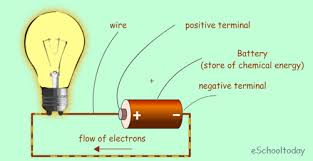 wire
positive terminal
Battery
(store of chemical energy)
+
negative terminal
+ −
flow of electrons
eSchooltoday